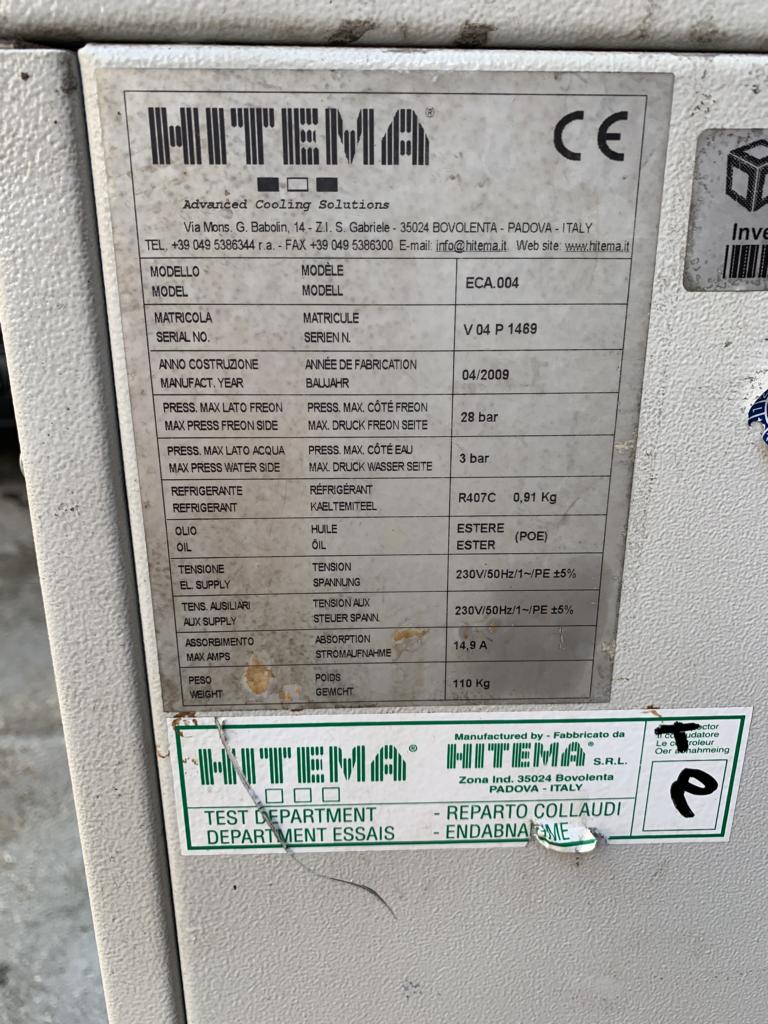 HITEMA®
CE
Advanced Cooling Solutions
Via Mons. G. Babolin, 14 - Z.I. S. Gabriele - 35024 BOVOLENTA - PADOVA - ITALY
TEL. +39 049 5386344 r.a. - FAX +39 049 5386300 E-mail: info@hitema.it Web site: www.hitema.it
MODELLO MODÈLE
MODEL MODELL
ECA.004
MATRICOLA MATRICULE
SERIAL NO. SERIEN N.
V 04 P 1469
ANNO COSTRUZIONE ANNÉE DE FABRICATION
MANUFACT. YEAR BAUJAHR
04/2009
PRESS. MAX LATO FREON PRESS. MAX. CÔTÉ FREON
MAX PRESS FREON SIDE MAX. DRUCK FREON SEITE
28 bar
PRESS. MAX LATO ACQUA PRESS. MAX. CÔTÉ EAU
MAX PRESS WATER SIDE MAX. DRUCK WASSER SEITE
3 bar
REFRIGERANTE RÉFRIGÉRANT
REFRIGERANT KAELTEMITEEL
R407C 0,91 Kg
OLIO HUILE
OIL ÖIL
ESTERE
ESTER (POE)
TENSIONE TENSION
EL. SUPPLY SPANNUNG
230V/50Hz/1~/PE ±5%
TENS. AUSILIARI TENSION AUX
AUX SUPPLY STEUER SPANN.
230V/50Hz/1~/PE ±5%
ASSORBIMENTO ABSORPTION
MAX AMPS STROMAUFNAHME
14,9 A
PESO POIDS
WEIGHT GEWICHT
110 Kg
Inve
HITEMA®
Manufactured by - Fabbricato da
HITEMA® S.R.L.
Zona Ind. 35024 Bovolenta
PADOVA - ITALY
TEST DEPARTMENT - REPARTO COLLAUDI
DEPARTMENT ESSAIS - ENDABNAHME